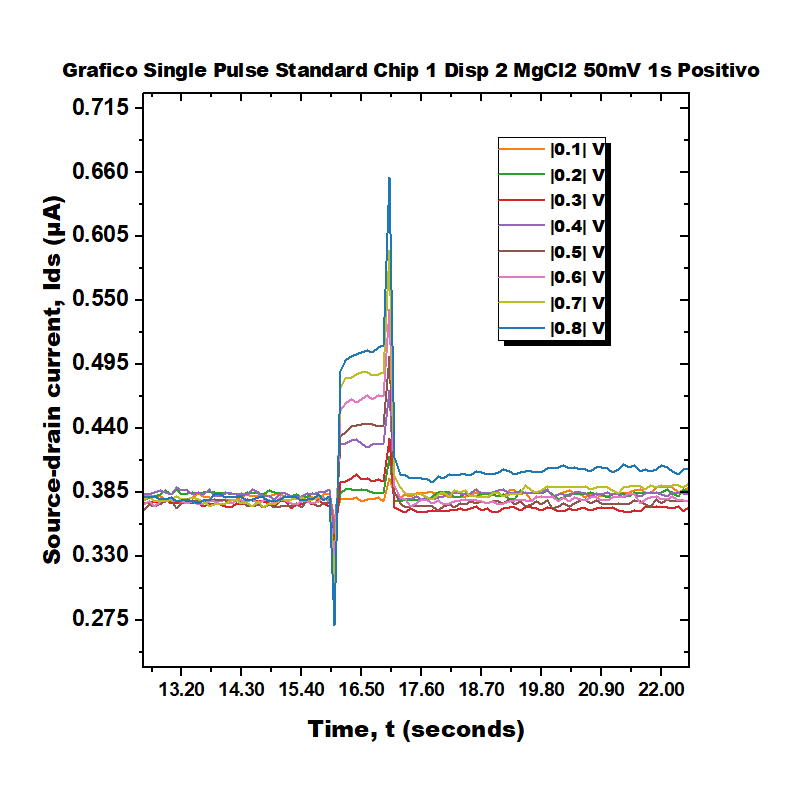 Grafico Single Pulse Standard Chip 1 Disp 2 MgCl2 50mV 1s Positivo
0.715
0.660
0.605
0.550
0.495
0.440
0.385
0.330
0.275
Source-drain current, Ids (µA)
|0.1| V
|0.2| V
|0.3| V
|0.4| V
|0.5| V
|0.6| V
|0.7| V
|0.8| V
13.20 14.30 15.40 16.50 17.60 18.70 19.80 20.90 22.00
Time, t (seconds)